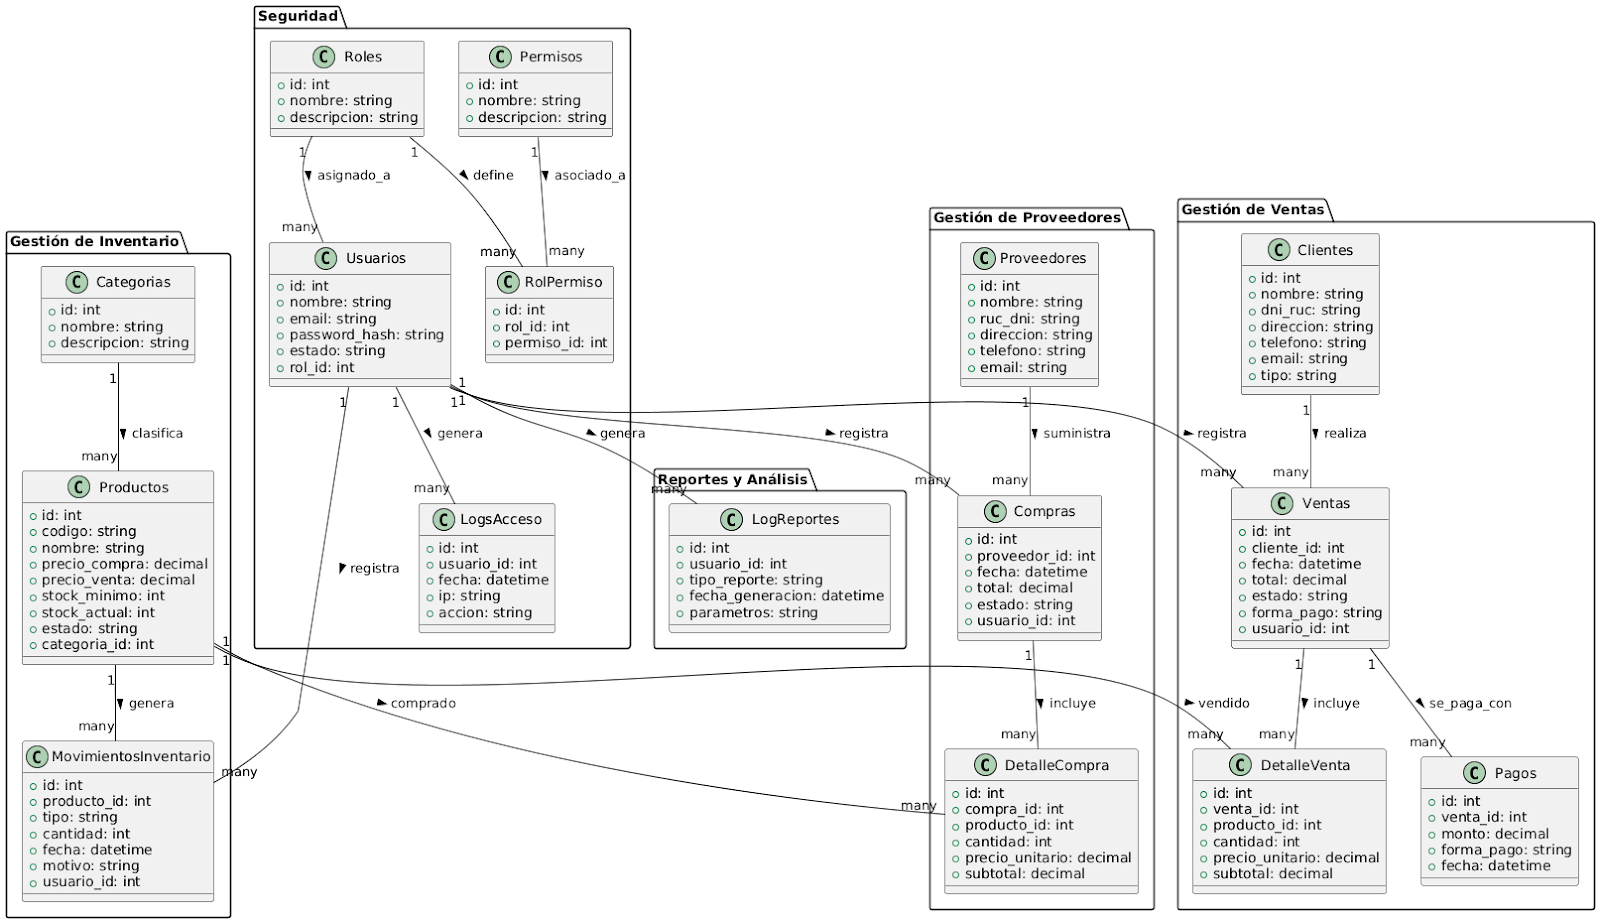 Seguridad
Roles
id: int
nombre: string
descripcion: string
Permisos
id: int
nombre: string
descripcion: string
1
asignado_a
many
1
define
many
1
asociado_a
many
Usuarios
id: int
nombre: string
email: string
password_hash: string
estado: string
rol_id: int
RolPermiso
id: int
rol_id: int
permiso_id: int
1
registra
many
1
genera
many
LogsAcceso
id: int
usuario_id: int
fecha: datetime
ip: string
accion: string
1
genera
many
1
registra
many
1
registra
many
Gestión de Inventario
Categorias
id: int
nombre: string
descripcion: string
1
clasifica
many
Productos
id: int
codigo: string
nombre: string
precio_compra: decimal
precio_venta: decimal
stock_minimo: int
stock_actual: int
estado: string
categoria_id: int
1
genera
many
MovimientosInventario
id: int
producto_id: int
tipo: string
cantidad: int
fecha: datetime
motivo: string
usuario_id: int
1
comprado
many
1
vendido
many
Reportes y Análisis
LogReportes
id: int
usuario_id: int
tipo_reporte: string
fecha_generacion: datetime
parametros: string
Gestión de Proveedores
Proveedores
id: int
nombre: string
ruc_dni: string
direccion: string
telefono: string
email: string
1
suministra
many
Compras
id: int
proveedor_id: int
fecha: datetime
total: decimal
estado: string
usuario_id: int
1
incluye
many
DetalleCompra
id: int
compra_id: int
producto_id: int
cantidad: int
precio_unitario: decimal
subtotal: decimal
Gestión de Ventas
Clientes
id: int
nombre: string
dni_ruc: string
direccion: string
telefono: string
email: string
tipo: string
1
realiza
many
Ventas
id: int
cliente_id: int
fecha: datetime
total: decimal
estado: string
forma_pago: string
usuario_id: int
1
incluye
many
1
se_paga_con
many
DetalleVenta
id: int
venta_id: int
producto_id: int
cantidad: int
precio_unitario: decimal
subtotal: decimal
Pagos
id: int
venta_id: int
monto: decimal
forma_pago: string
fecha: datetime